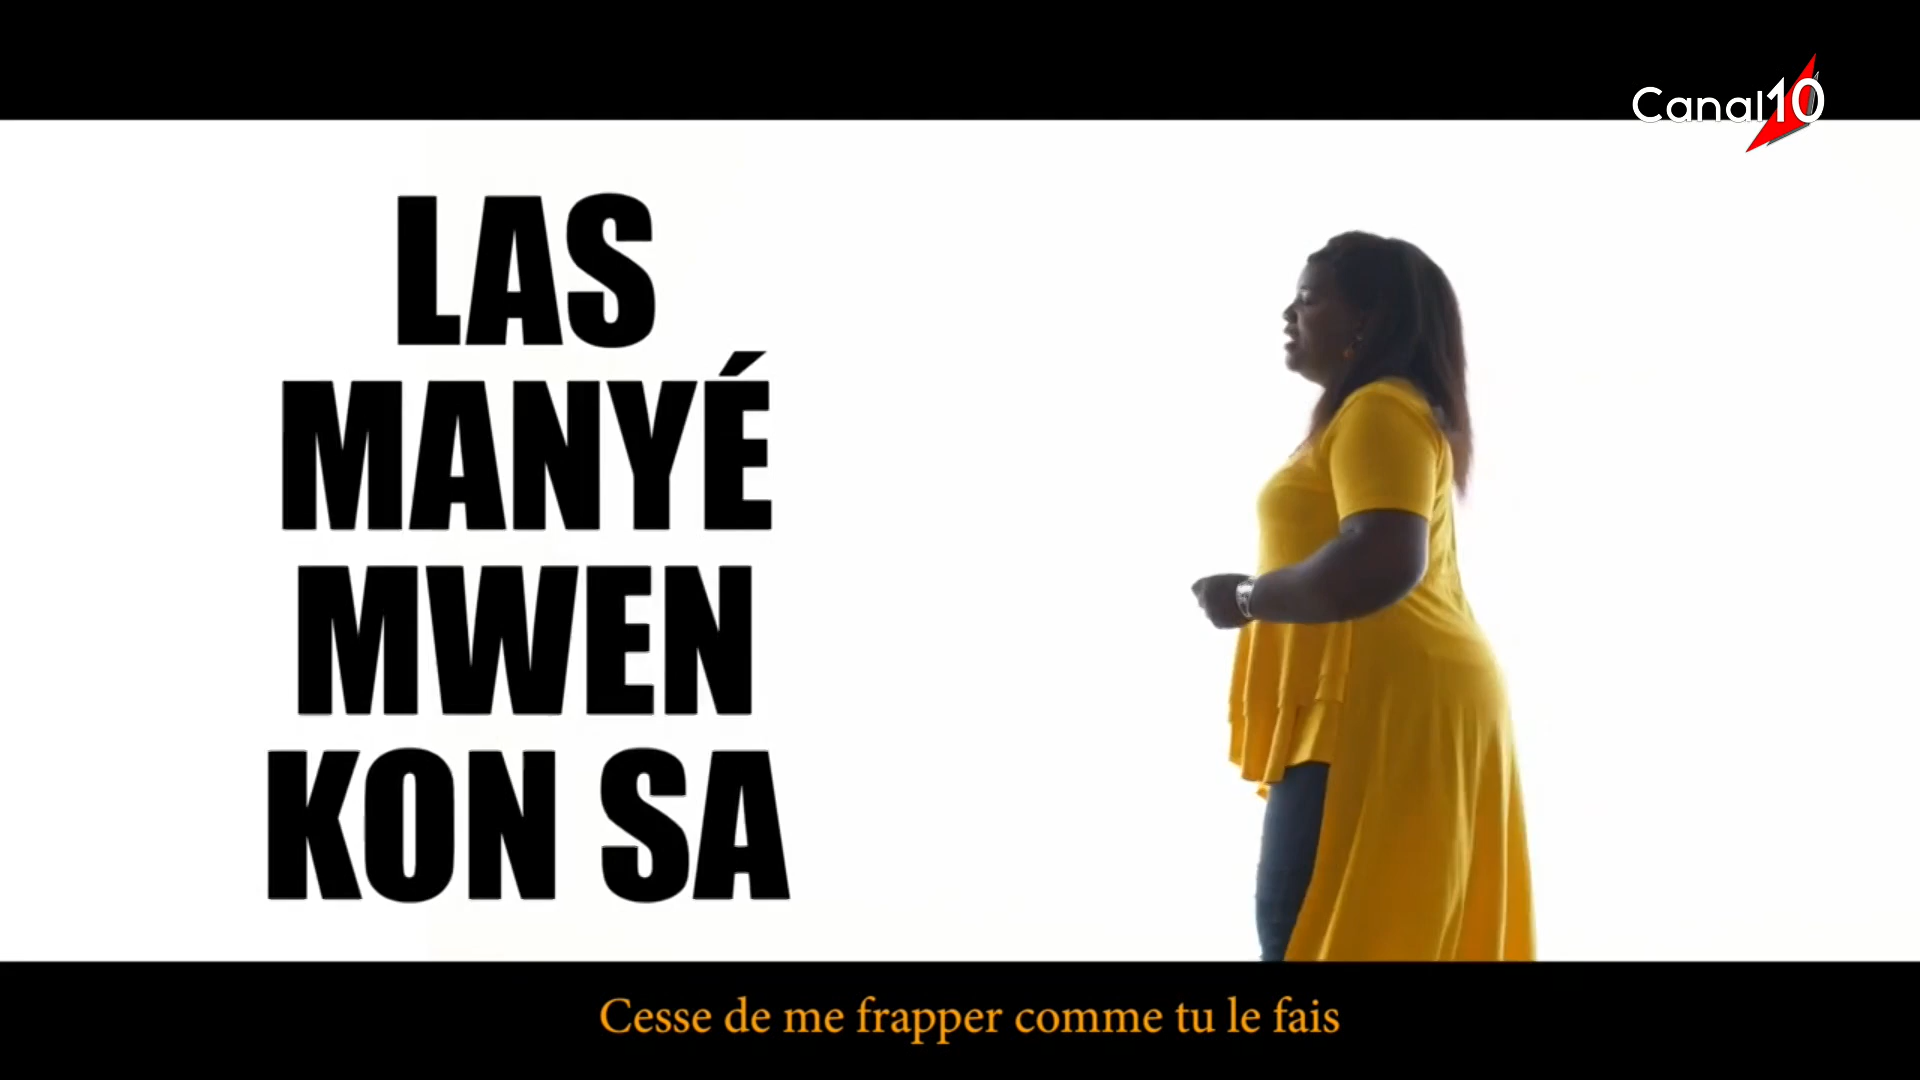 Canal10
LAS
MANYÉ
MWEN
KON SA
Cesse de me frapper comme tu le fais